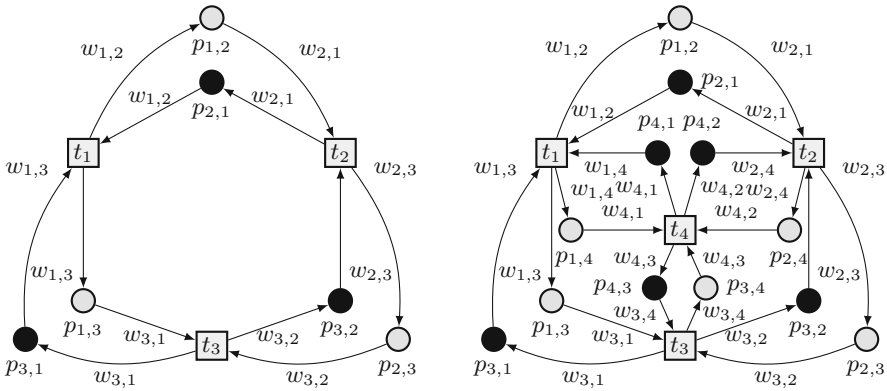 p1,2
w1,2 w2,1
p2,1
w1,2 w2,1
t1 t2
w1,3 w2,3
w1,3 w2,3
p1,3 p3,2
w3,1 w3,2
p3,1 t3 p2,3
w3,1 w3,2
p1,2
w1,2 w2,1
p2,1
w1,2 w2,1
p4,1 p4,2
t1 t2
w1,3 w1,4 w2,4 w2,3
w1,4 w4,1 w4,2 w2,4
w4,1 w4,2
t4
p1,4 w4,3 w4,3 p2,4
w1,3 w2,3
p4,3 p3,4
p1,3 w3,4 w3,4 p3,2
w3,1 w3,2
p3,1 t3 p2,3
w3,1 w3,2